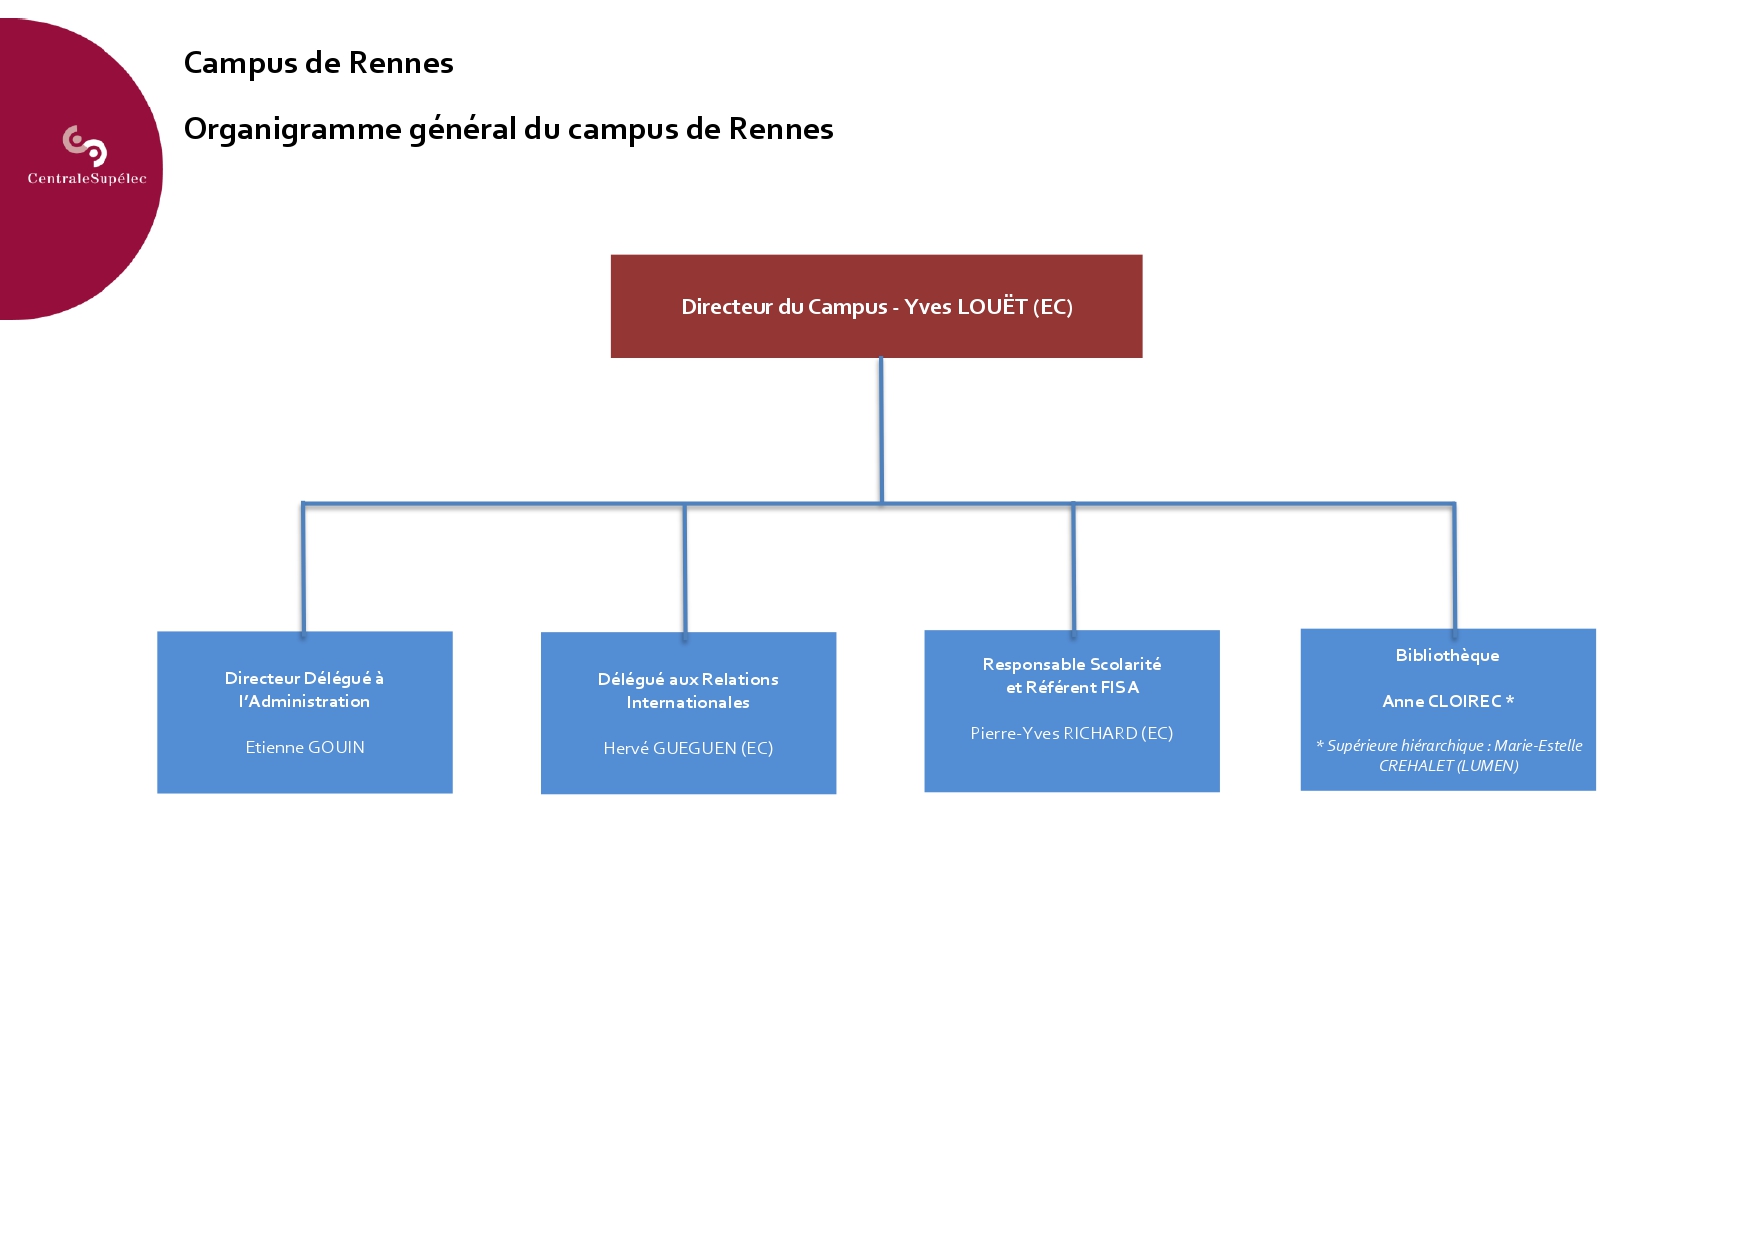 Campus de Rennes
Organigramme général du campus de Rennes
CentraleSupélec
Directeur du Campus - Yves LOUËT (EC)
Directeur Délégué à
l’Administration
Etienne GOUIN
Délégué aux Relations
Internationales
Hervé GUEGUEN (EC)
Responsable Scolarité
et Référent FISA
Pierre-Yves RICHARD (EC)
Bibliothèque
Anne CLOIREC *
* Supérieure hiérarchique : Marie-Estelle
CREHALET (LUMEN)